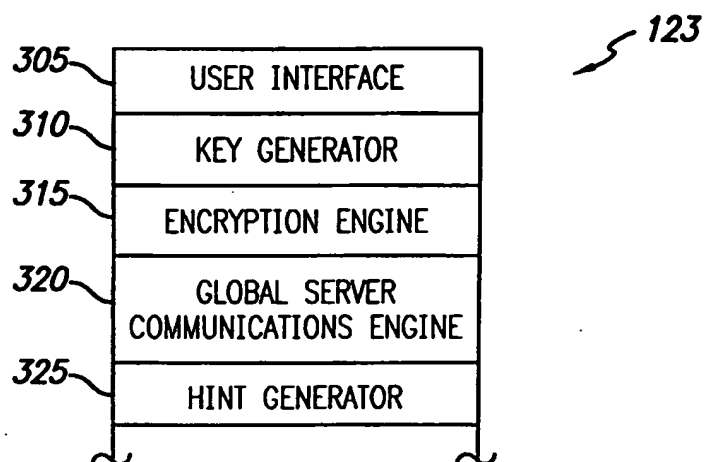 123
305
USER INTERFACE
310
KEY GENERATOR
315
ENCRYPTION ENGINE
320
GLOBAL SERVER
COMMUNICATIONS ENGINE
325
HINT GENERATOR